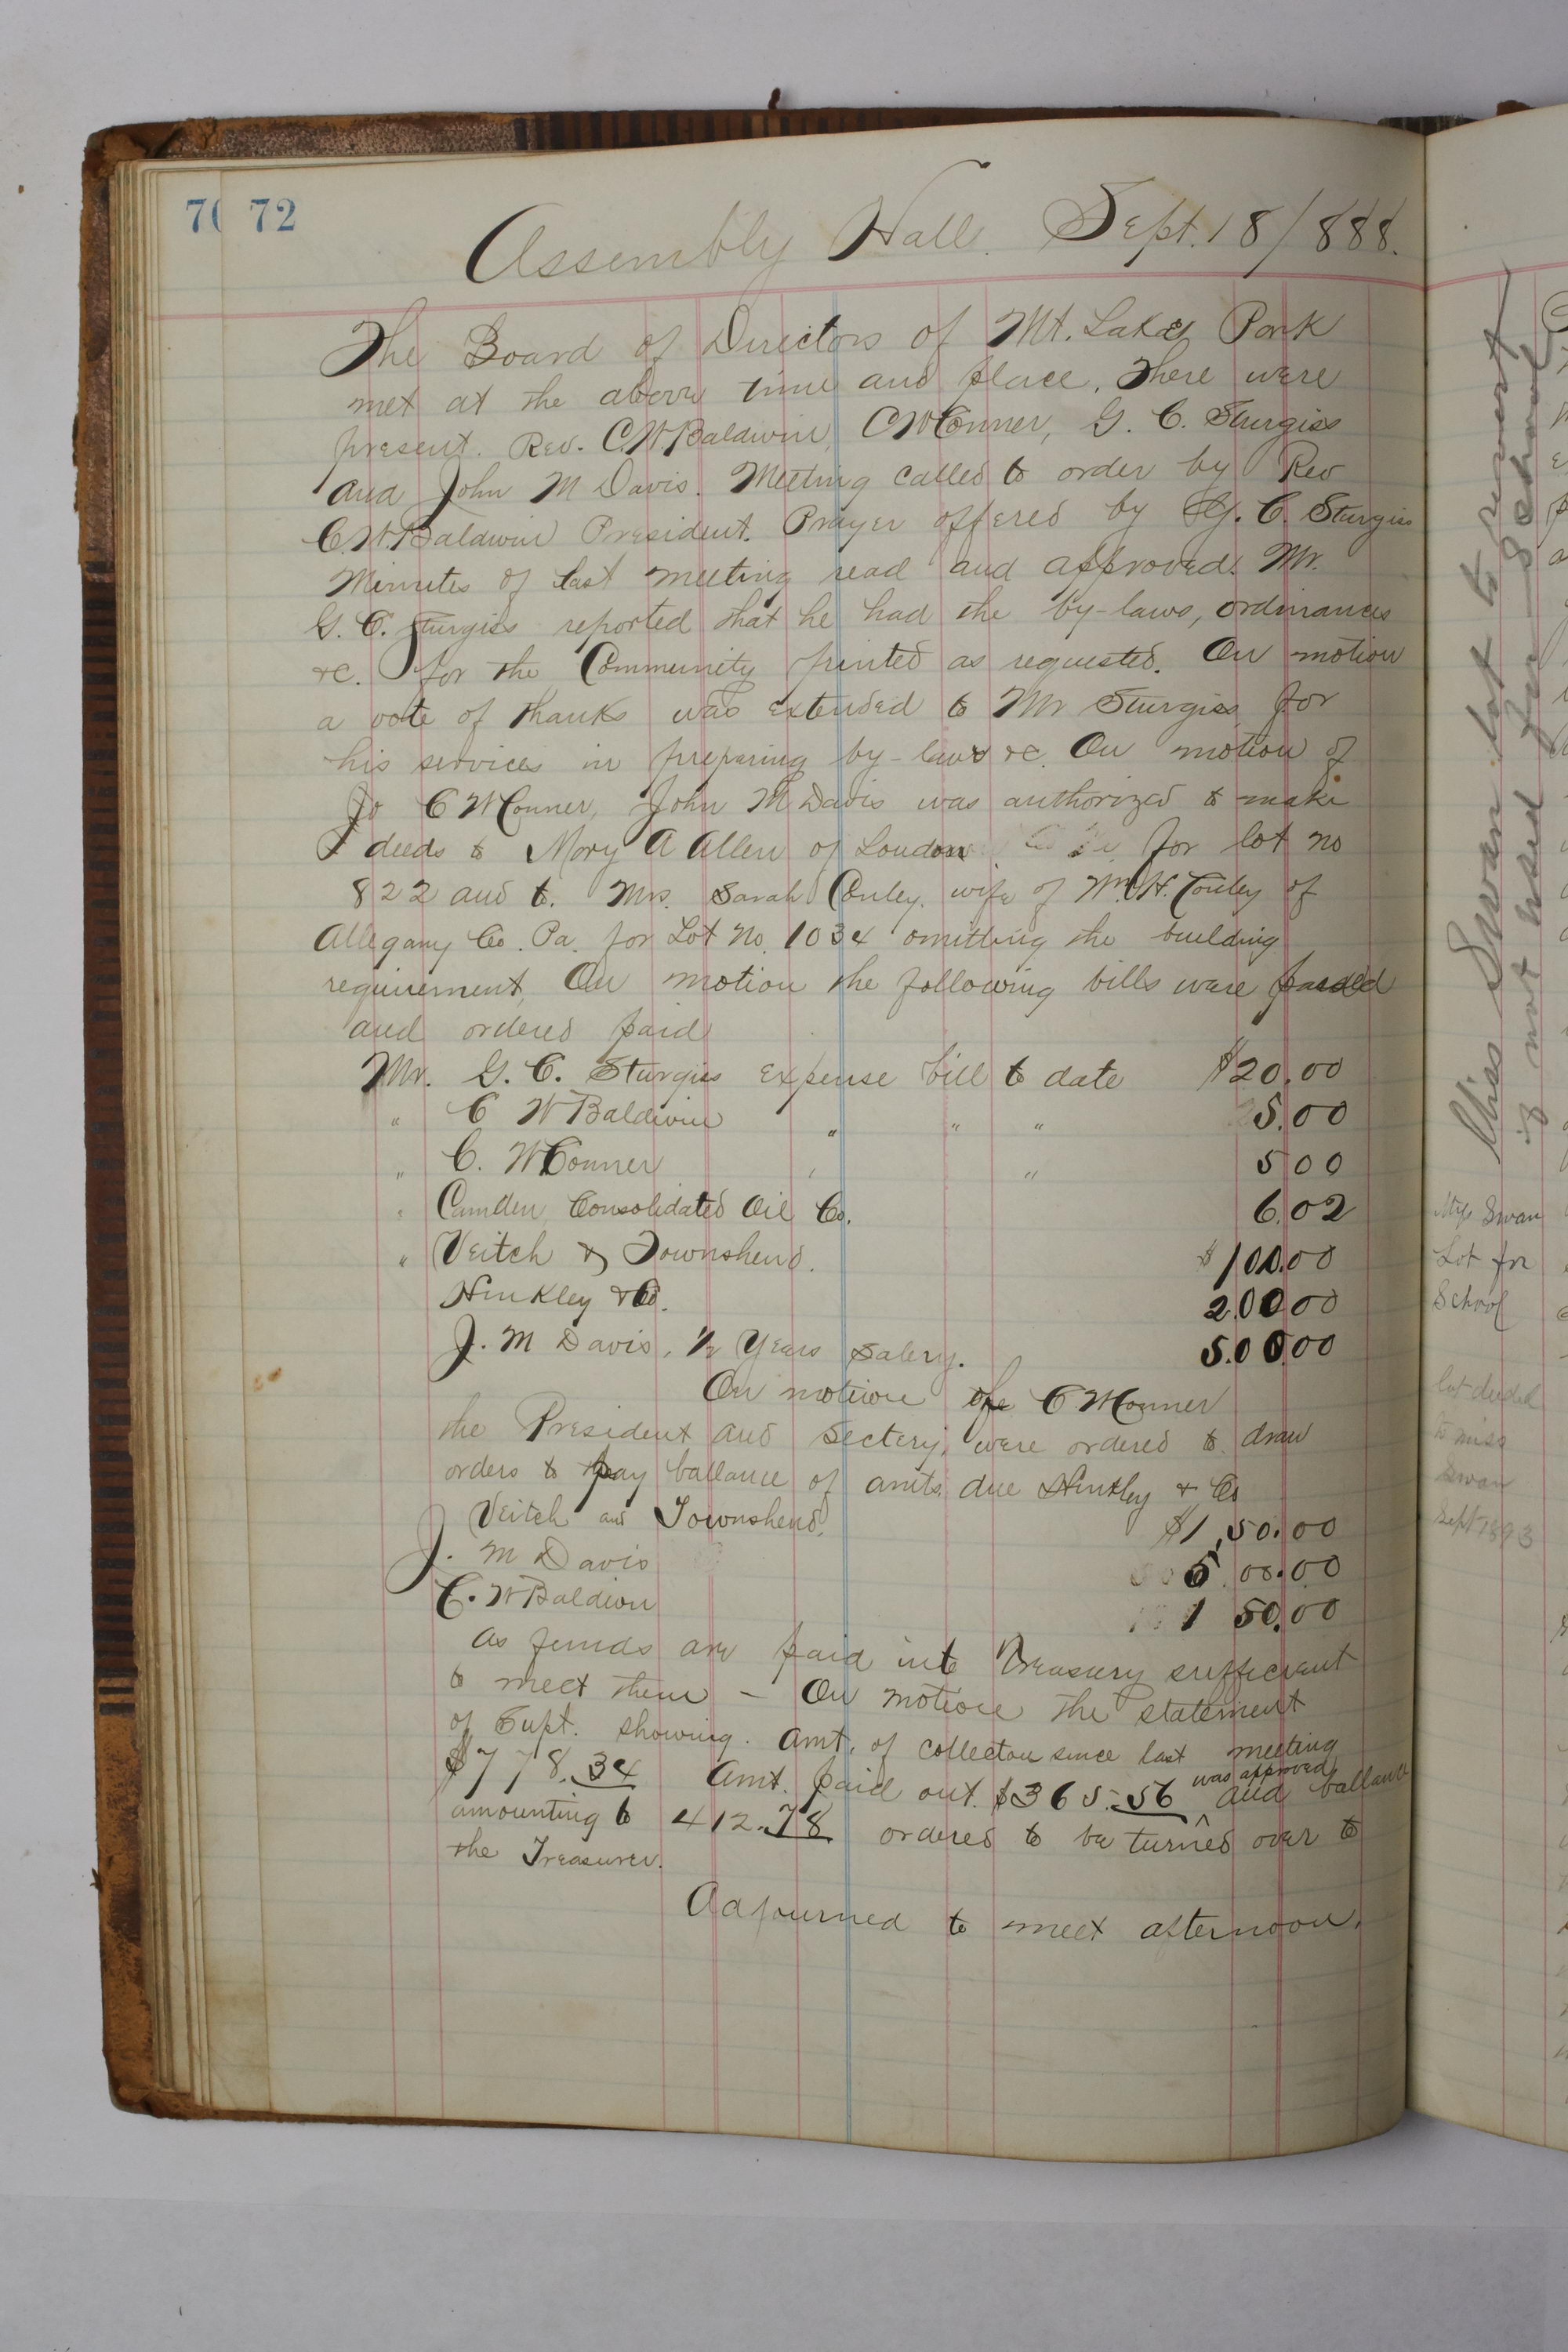 70 72
Assembly Hall. Sept. 18/888.
The Board of Directors of Mt. Lake Park
met at the above time and place. There were
present. Rev. C.W. Baldwin, C W Conner, G. C. Sturgiss
and John M Davis. Meeting called to order by Rev
C.W. Baldwin President. Prayer offered by G. C. Sturgiss
Minutes of last meeting read and approved. Mr.
G. C. Sturgiss reported that he had the by-laws, ordinances
&c. for the Community printed as requested. On motion
a vote of thanks was extended to Mr Sturgiss for
his services in preparing by-laws &c. On motion of
C W Conner, John M Davis was authorized to make
deeds to Mary A Allen of Loudon for lot no
822 and to. Mrs. Sarah Conley. wife of Wm. H. Conley of
Allegany Co. Pa. for Lot No. 1034 omitting the building
requirement, On motion the following bills were passed
and ordered paid
Mr. G. C. Sturgiss Expense bill to date $20.00
" C W Baldwin " " " 5.00
" C. W Conner " " 500
" Camden Consolidated Oil Co. 6.02
" Veitch & Townshend. $100.00
Hinkley & Co. 200.00
J. M Davis, 1/2 Years Salery. 500.00
On motion of C W Conner
the President and Sectery, were ordered to draw
orders to pay ballance of amts due Hinkley & Co
Veitch and Townshend, $1,50.00
J. M Davis 5 00.00
C. W Baldwin 1 50.00
As funds are paid into Treasury sufficient
to meet them - On motion the statement
of Supt. showing. Amt, of collecton since last meeting
$778.34 Amt. paid out. $365.56 was approved and ballance
amounting to 412.78 ordered to be turned over to
the Treasurer.
Adjourned to meet afternoon.
Miss Swan lot to revert
if not used for School
Miss Swan
Lot for
School
lot deeded
to miss
Swan
Sept 1893